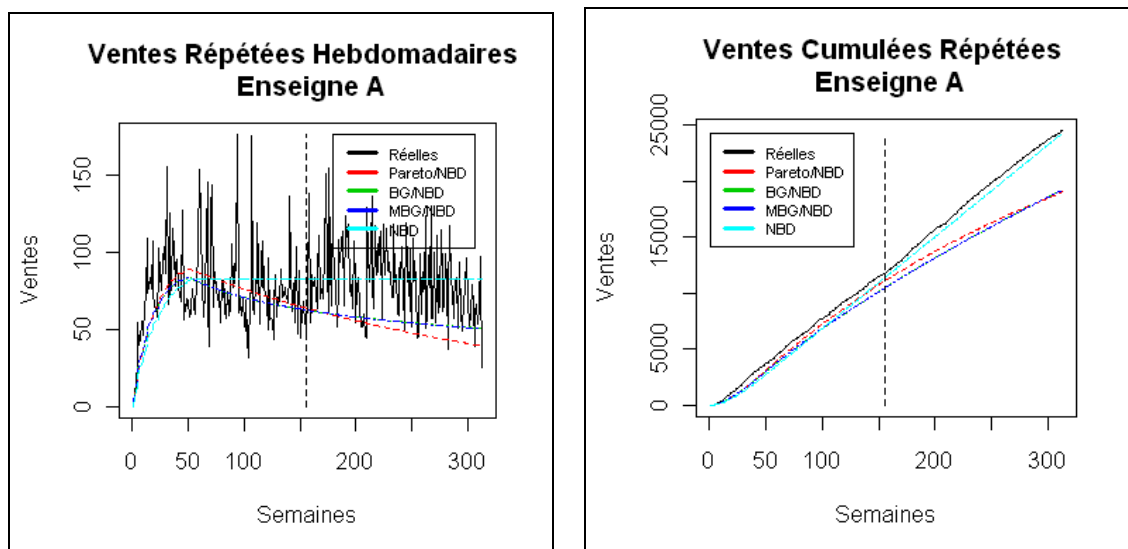 Ventes Répétées Hebdomadaires
Enseigne A
Réelles
Pareto/NBD
BG/NBD
MBG/NBD
NBD
Ventes
150
100
50
0
0
50
100
200
300
Semaines
Ventes Cumulées Répétées
Enseigne A
Réelles
Pareto/NBD
BG/NBD
MBG/NBD
NBD
Ventes
25000
15000
5000
0
0
50
100
200
300
Semaines